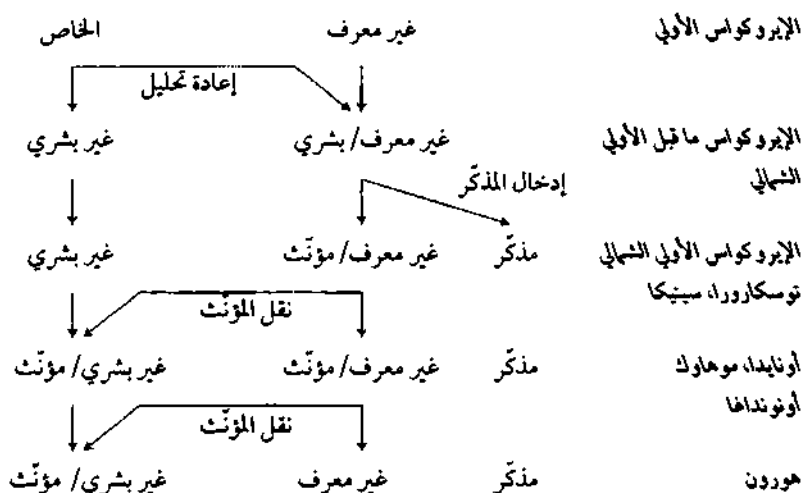 الإيروكواس الأولي غير معرف الخاص
إعادة تحليل
الإيروكواس ما قبل الأولي غير معرف/ بشري غير بشري
الشمالي
إدخال المذكّر
الإيروكواس الأولي الشمالي مذكّر غير معرف/ مؤنّث غير بشري
توسكارورا، سينيكا
نقل المؤنّث
أونايدا، موهاوك مذكّر غير معرف/ مؤنّث غير بشري/ مؤنّث
أونونداغا
نقل المؤنّث
هورون مذكّر غير معرف غير بشري/ مؤنّث